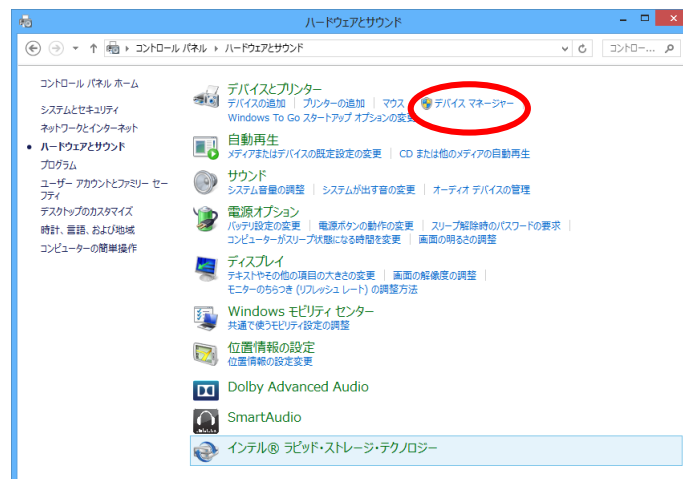 ハードウェアとサウンド
コントロール パネル ▸ ハードウェアとサウンド
コントロー...
コントロール パネル ホーム
システムとセキュリティ
ネットワークとインターネット
• ハードウェアとサウンド
プログラム
ユーザー アカウントとファミリー セー
フティ
デスクトップのカスタマイズ
時計、言語、および地域
コンピューターの簡単操作
デバイスとプリンター
デバイスの追加 | プリンターの追加 | マウス | デバイス マネージャー
Windows To Go スタートアップ オプションの変更
自動再生
メディアまたはデバイスの既定設定の変更 | CD または他のメディアの自動再生
サウンド
システム音量の調整 | システムが出す音の変更 | オーディオ デバイスの管理
電源オプション
バッテリ設定の変更 | 電源ボタンの動作の変更 | スリープ解除時のパスワードの要求 |
コンピューターがスリープ状態になる時間を変更 | 画面の明るさの調整
ディスプレイ
テキストやその他の項目の大きさの変更 | 画面の解像度の調整 |
モニターのちらつき (リフレッシュ レート) の調整方法
Windows モビリティ センター
共通で使うモビリティ設定の調整
位置情報の設定
位置情報の設定変更
Dolby Advanced Audio
SmartAudio
インテル® ラピッド・ストレージ・テクノロジー